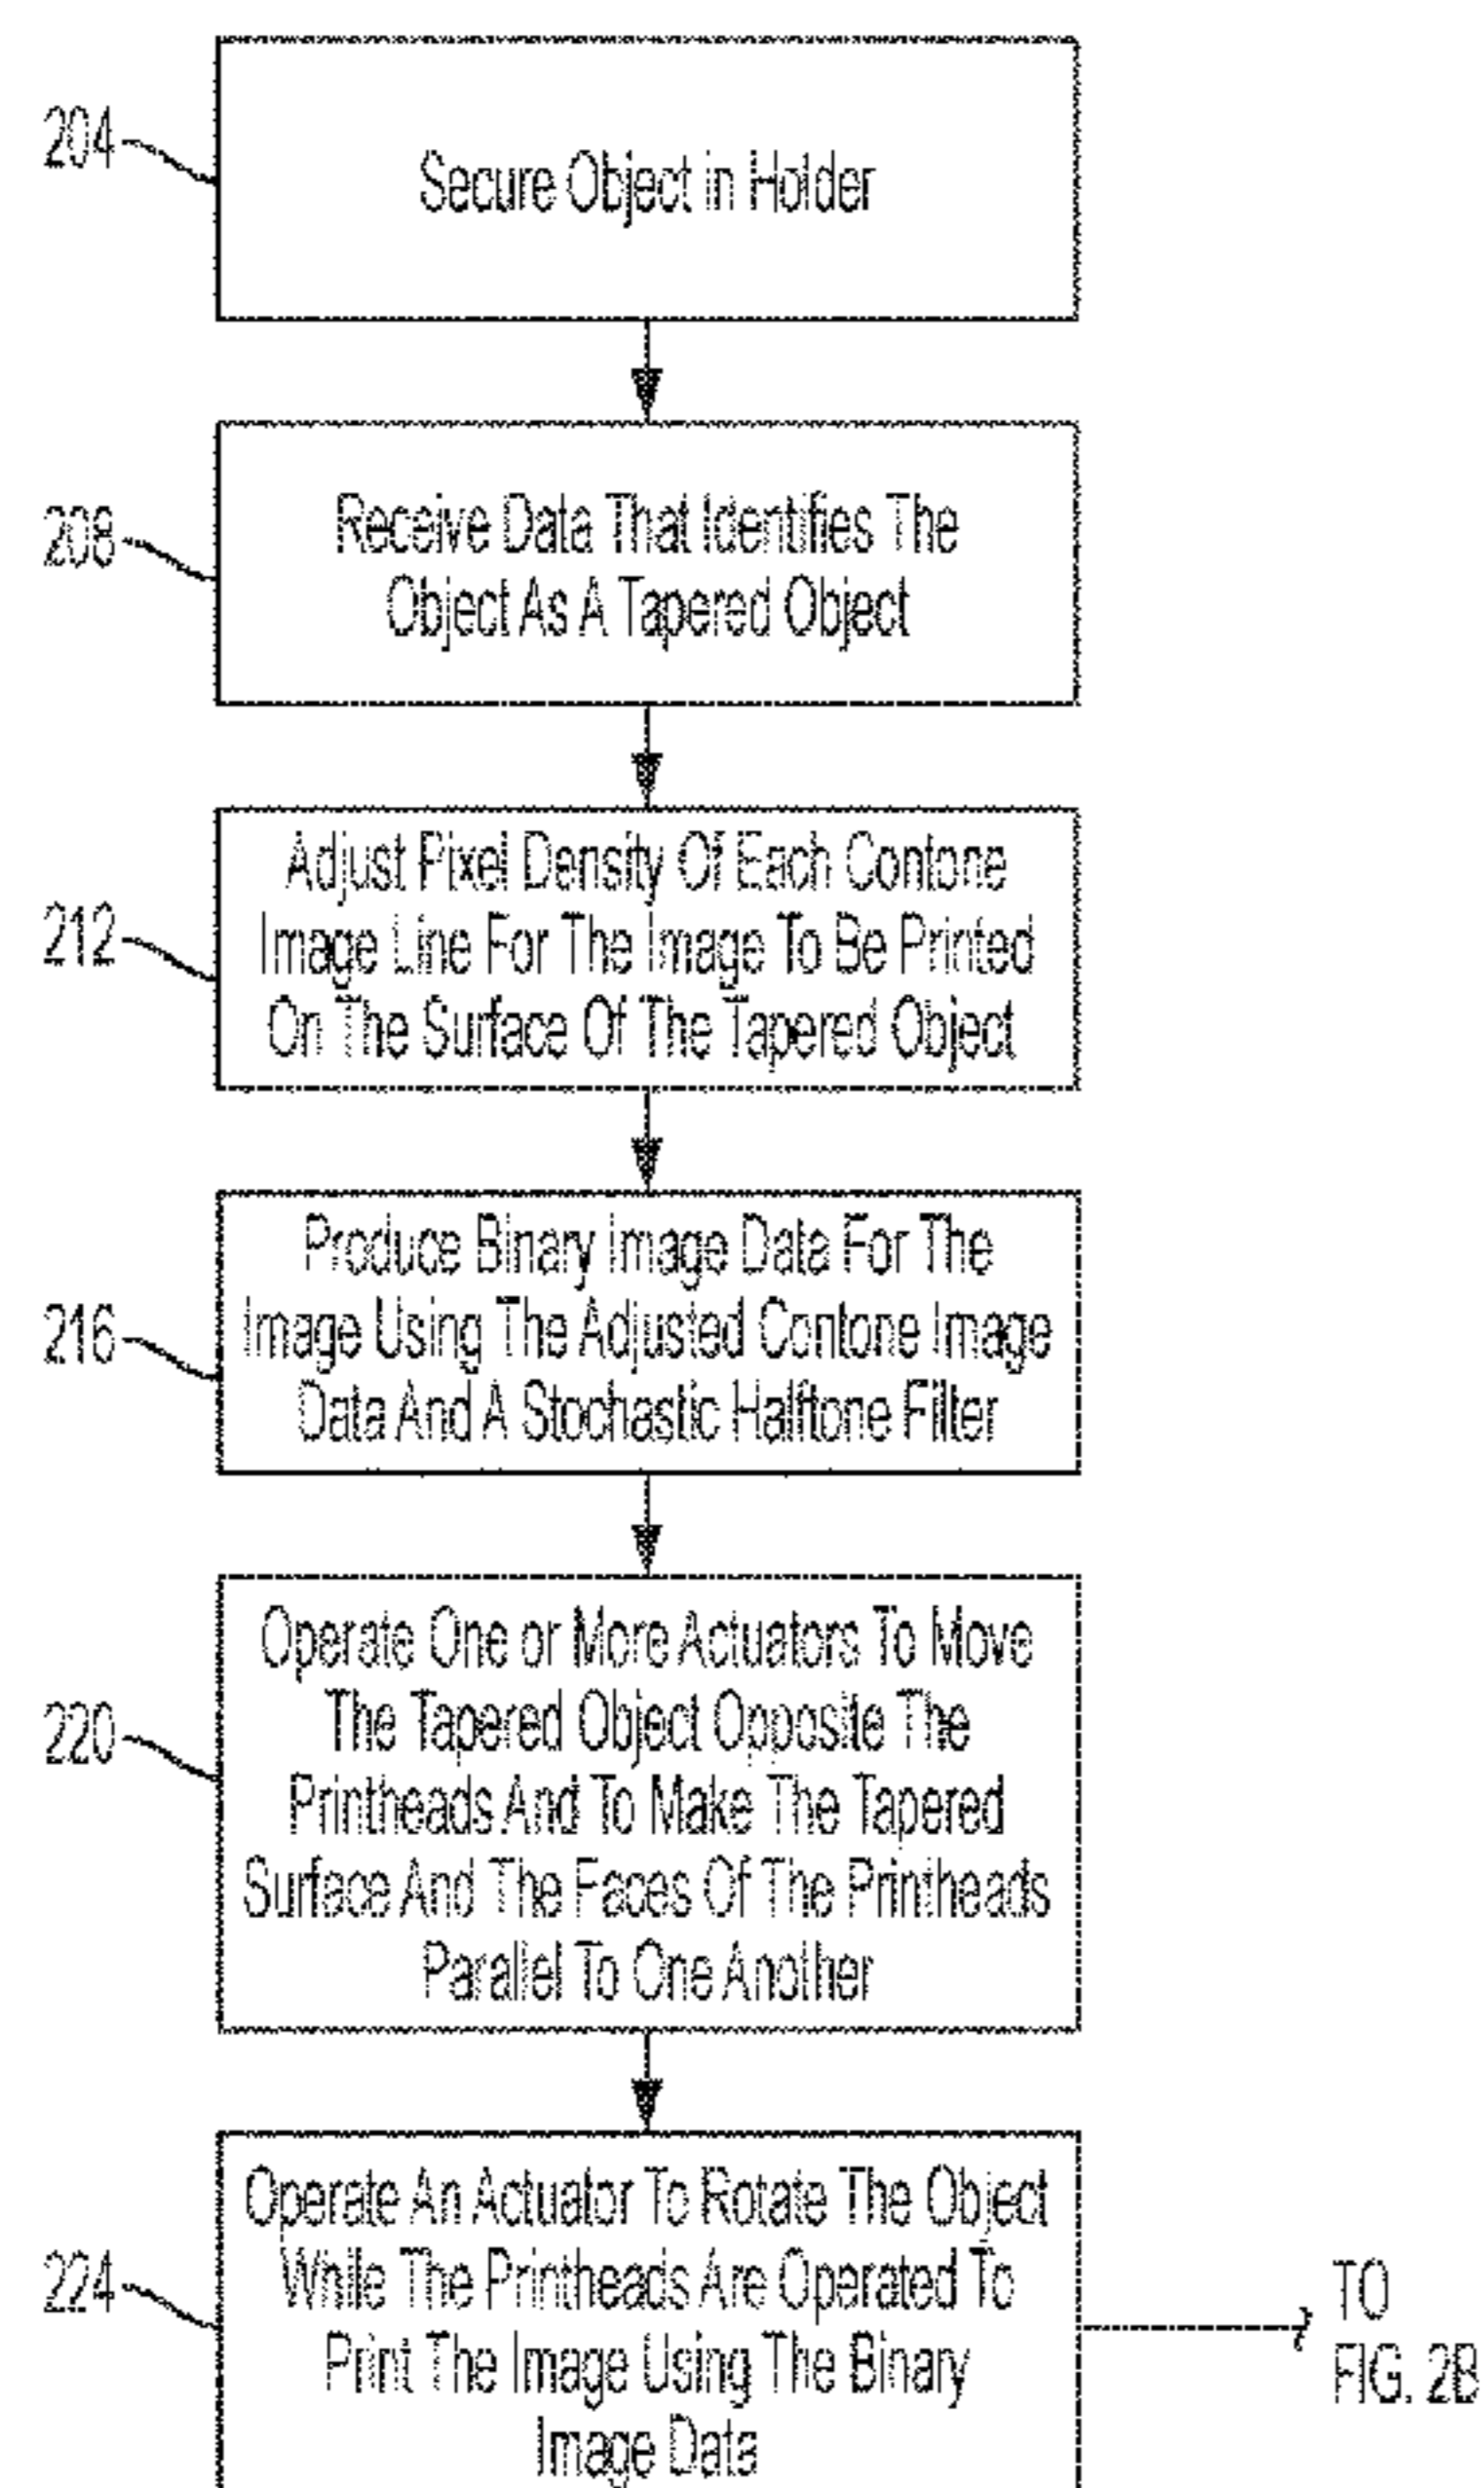 204
Secure Object in Holder
208
Receive Data That Identifies The
Object As A Tapered Object
212
Adjust Pixel Density Of Each Contone
Image Line For The Image To Be Printed
On The Surface Of The Tapered Object
216
Produce Binary Image Data For The
Image Using The Adjusted Contone Image
Data And A Stochastic Halftone Filter
220
Operate One or More Actuators To Move
The Tapered Object Opposite The
Printheads And To Make The Tapered
Surface And The Faces Of The Printheads
Parallel To One Another
224
Operate An Actuator To Rotate The Object
While The Printheads Are Operated To
Print The Image Using The Binary
Image Data
TO
FIG. 2B